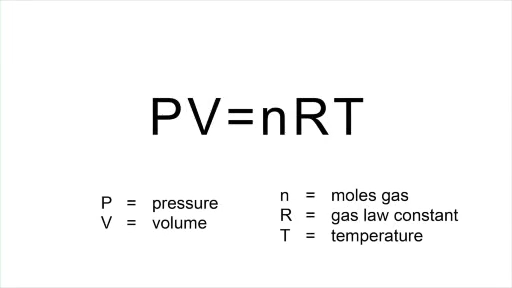 PV=nRT
P = pressure
V = volume
n = moles gas
R = gas law constant
T = temperature